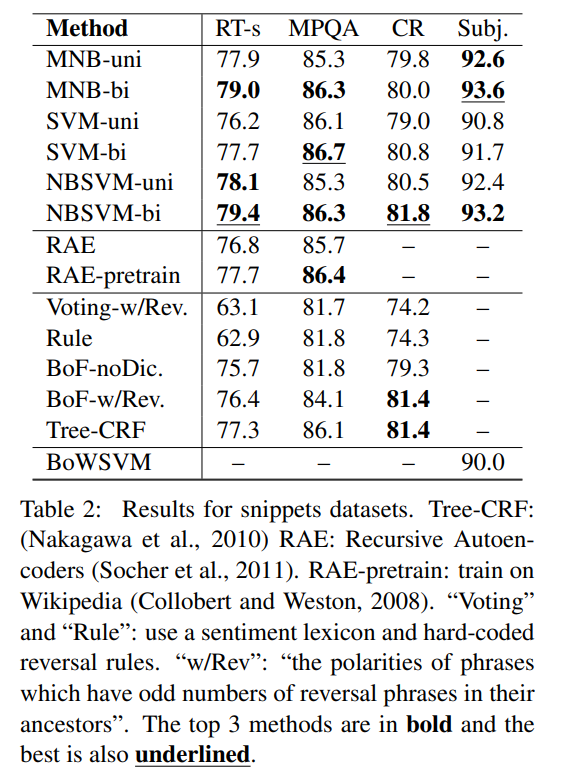 Method RT-s MPQA CR Subj.
MNB-uni 77.9 85.3 79.8 92.6
MNB-bi 79.0 86.3 80.0 93.6
SVM-uni 76.2 86.1 79.0 90.8
SVM-bi 77.7 86.7 80.8 91.7
NBSVM-uni 78.1 85.3 80.5 92.4
NBSVM-bi 79.4 86.3 81.8 93.2
RAE 76.8 85.7 – –
RAE-pretrain 77.7 86.4 – –
Voting-w/Rev. 63.1 81.7 74.2 –
Rule 62.9 81.8 74.3 –
BoF-noDic. 75.7 81.8 79.3 –
BoF-w/Rev. 76.4 84.1 81.4 –
Tree-CRF 77.3 86.1 81.4 –
BoWSVM – – – 90.0
Table 2: Results for snippets datasets. Tree-CRF:
(Nakagawa et al., 2010) RAE: Recursive Autoen-
coders (Socher et al., 2011). RAE-pretrain: train on
Wikipedia (Collobert and Weston, 2008). “Voting”
and “Rule”: use a sentiment lexicon and hard-coded
reversal rules. “w/Rev”: “the polarities of phrases
which have odd numbers of reversal phrases in their
ancestors”. The top 3 methods are in bold and the
best is also underlined.